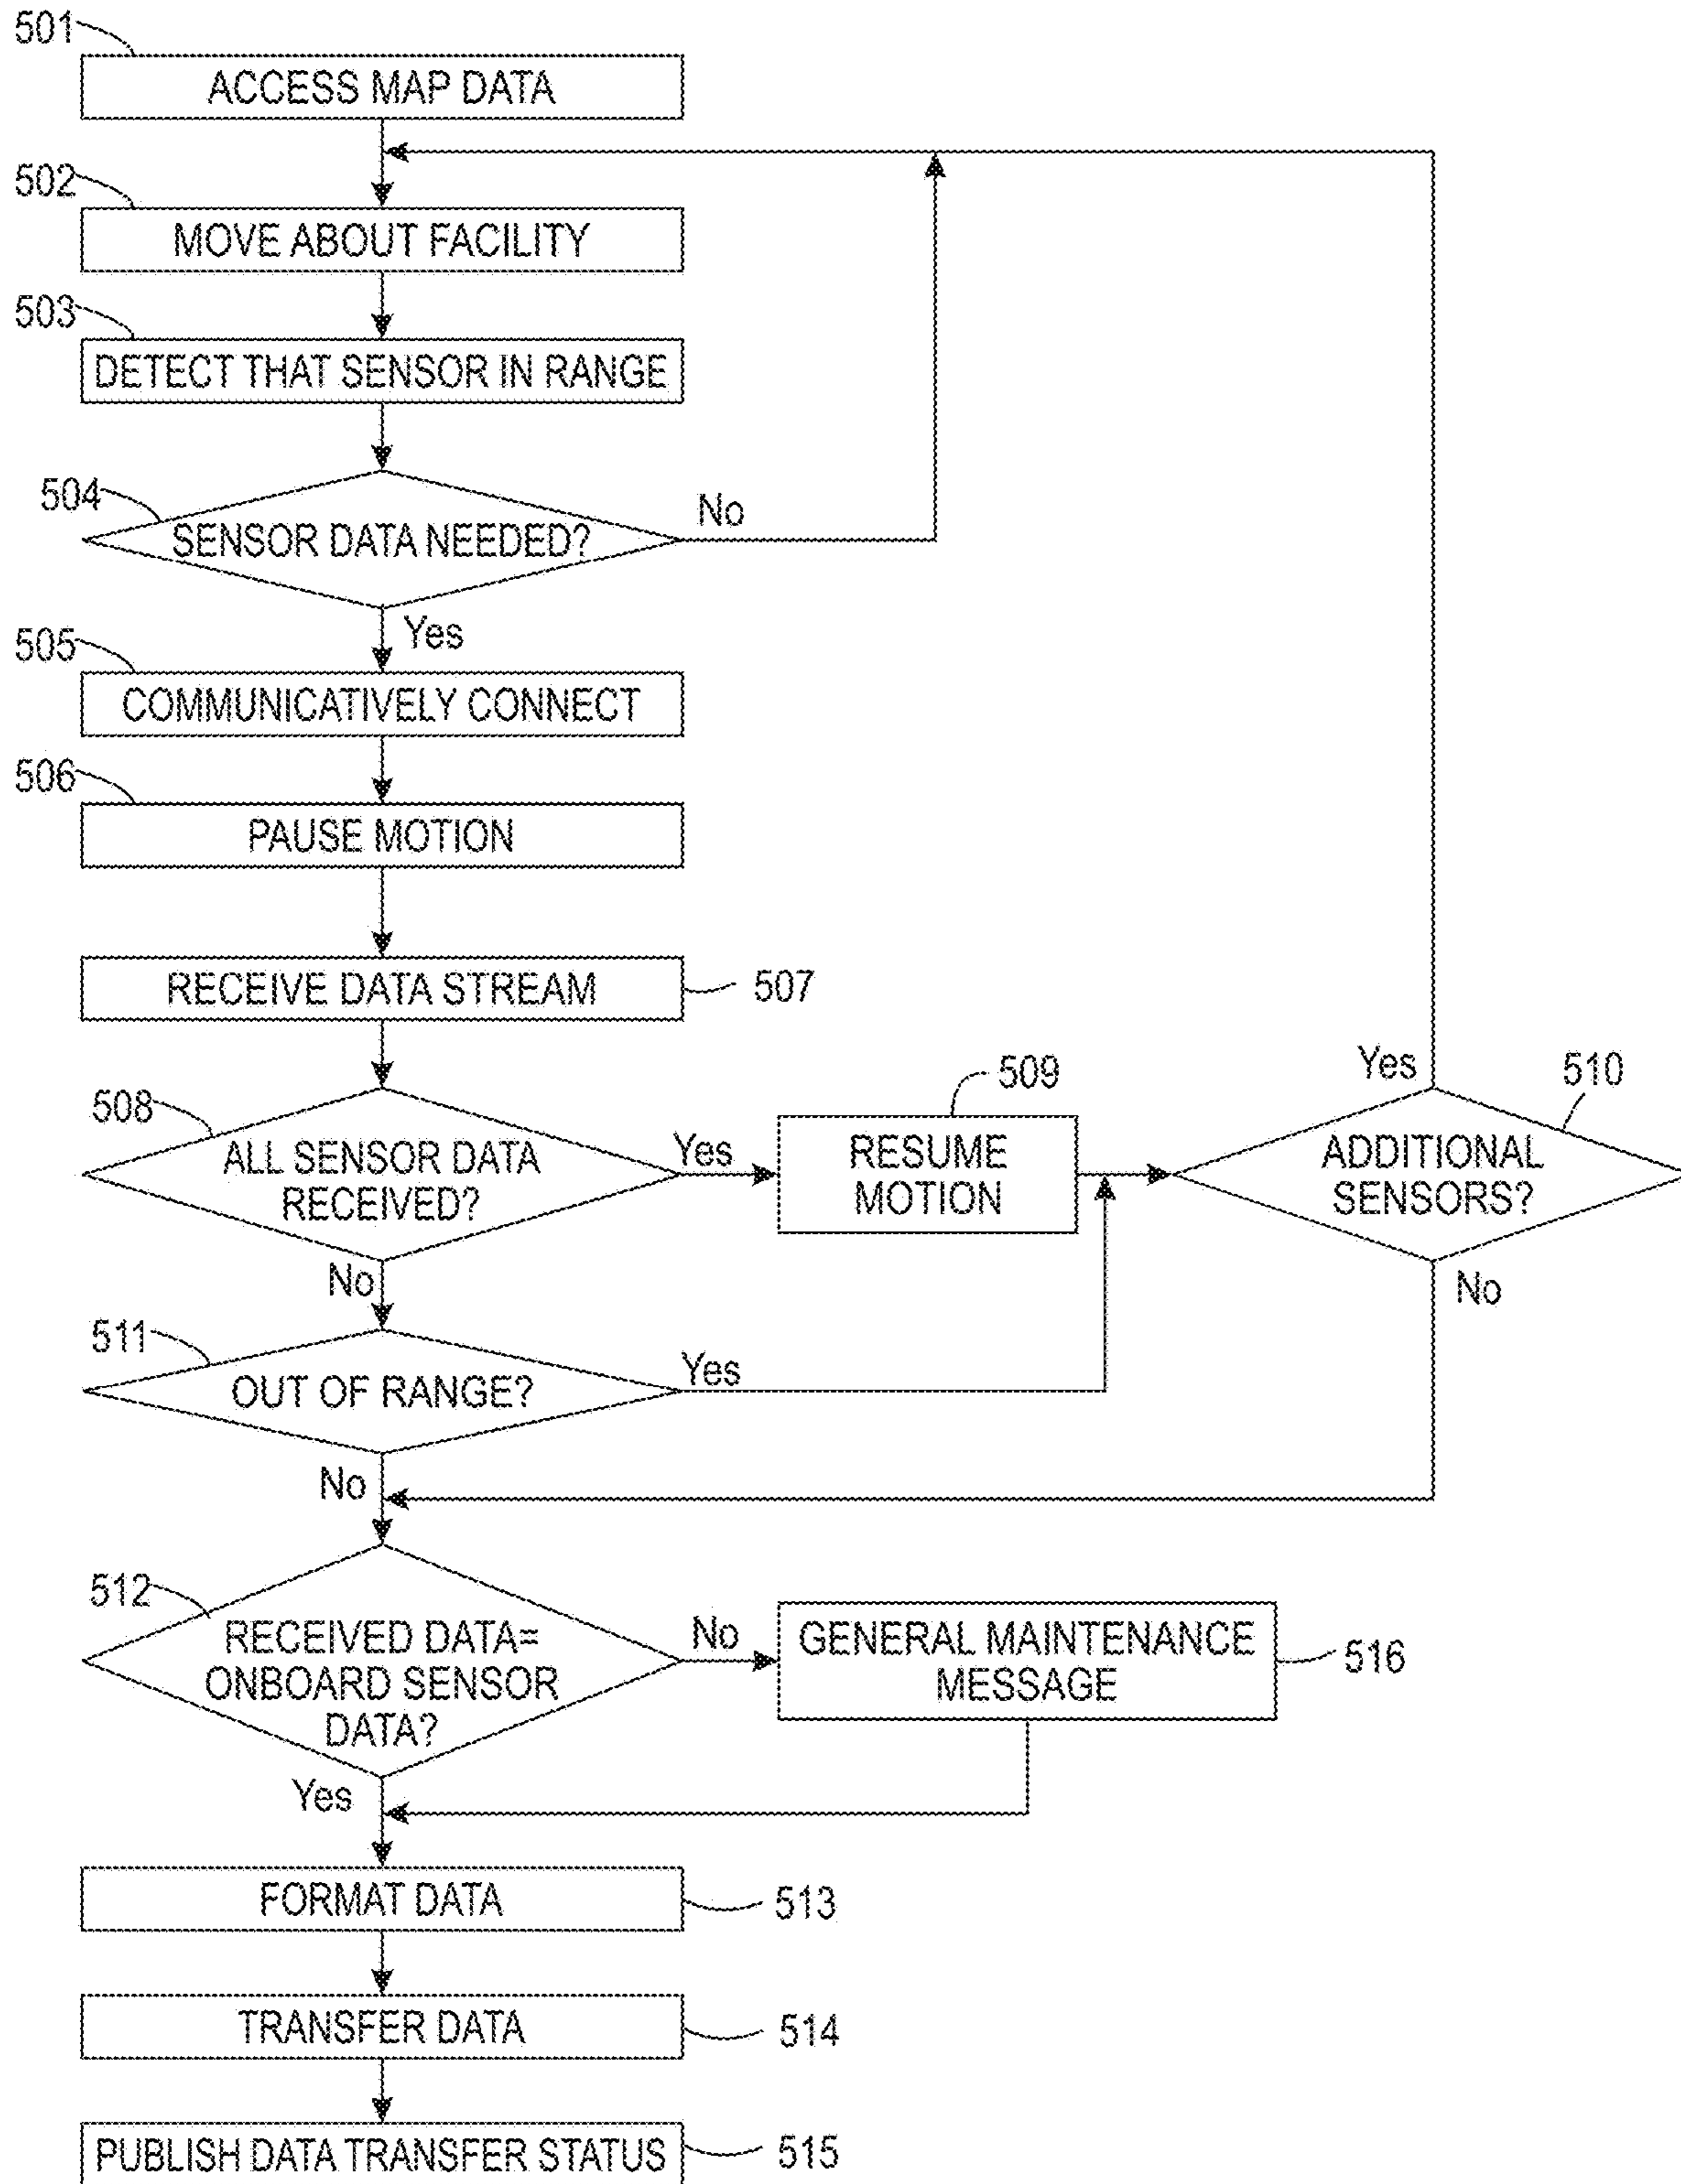 501
ACCESS MAP DATA
502
MOVE ABOUT FACILITY
503
DETECT THAT SENSOR IN RANGE
504
SENSOR DATA NEEDED?
No
Yes
505
COMMUNICATIVELY CONNECT
506
PAUSE MOTION
RECEIVE DATA STREAM
507
508
ALL SENSOR DATA
RECEIVED?
Yes
No
509
RESUME
MOTION
Yes
510
ADDITIONAL
SENSORS?
No
511
OUT OF RANGE?
Yes
No
512
RECEIVED DATA=
ONBOARD SENSOR
DATA?
No
Yes
GENERAL MAINTENANCE
MESSAGE
516
FORMAT DATA
513
TRANSFER DATA
514
PUBLISH DATA TRANSFER STATUS
515